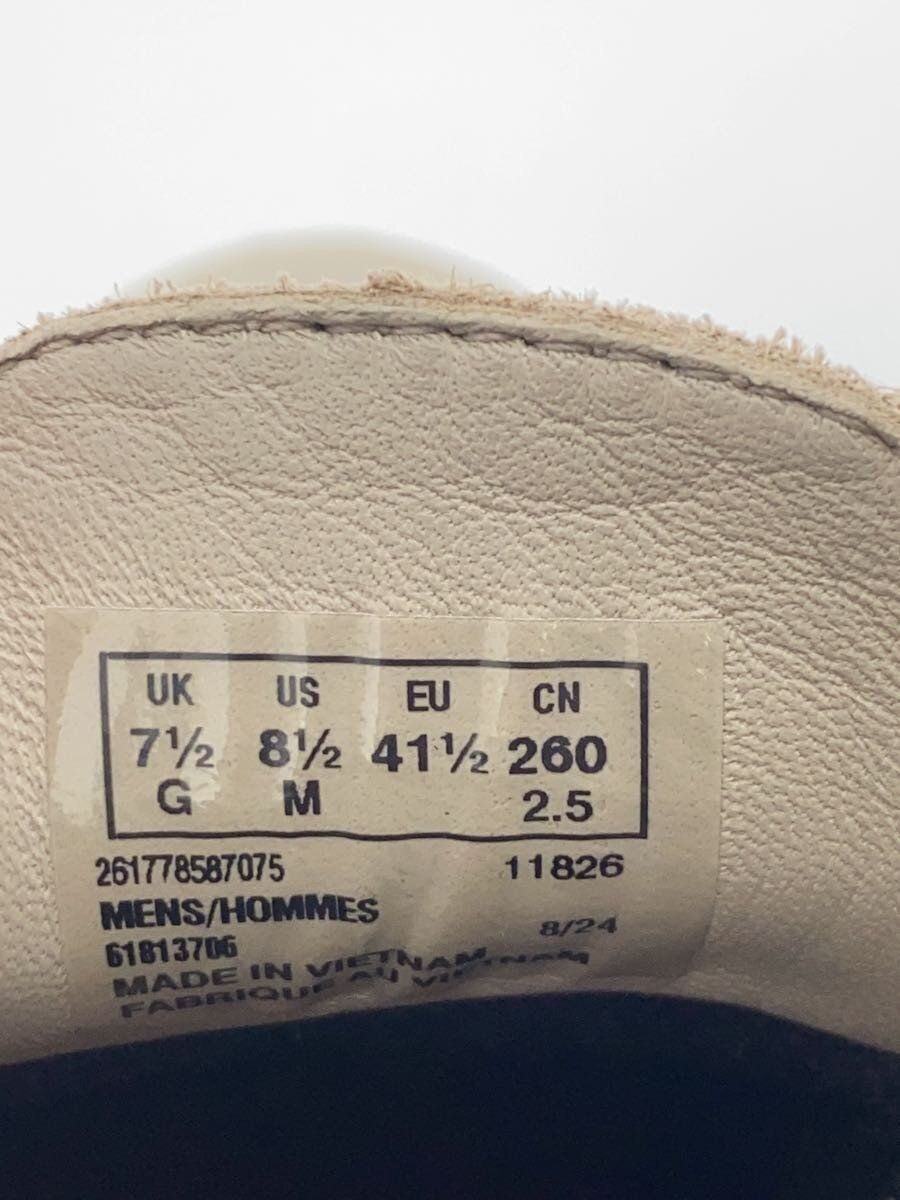 UK US EU CN
7½ 8½ 41½ 260
G M 2.5
261778587075 11826
MENS/HOMMES
61813706 8/24
MADE IN VIETNAM
FABRIQUE AU VIETNAM